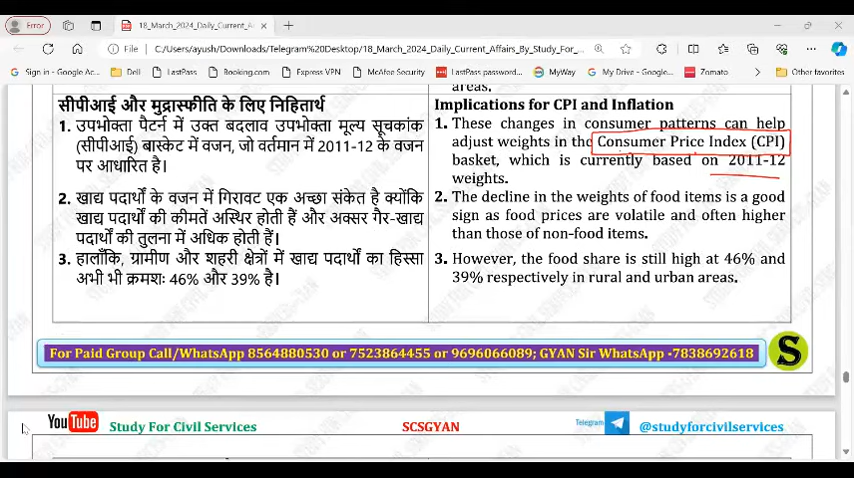 Error
18_March_2024_Daily_Current_A
File
C:/Users/ayush/Downloads/Telegram%20Desktop/18_March_2024_Daily_Current_Affairs_By_Study_For_...
Sign in - Google Ac...
Dell
LastPass
Booking.com
Express VPN
McAfee Security
LastPass password...
MyWay
My Drive - Google...
Zomato
Other favorites
areas.
सीपीआई और मुद्रास्फीति के लिए निहितार्थ
1. उपभोक्ता पैटर्न में उक्त बदलाव उपभोक्ता मूल्य सूचकांक
(सीपीआई) बास्केट में वजन, जो वर्तमान में 2011-12 के वजन
पर आधारित है।
2. खाद्य पदार्थों के वजन में गिरावट एक अच्छा संकेत है क्योंकि
खाद्य पदार्थों की कीमतें अस्थिर होती हैं और अक्सर गैर-खाद्य
पदार्थों की तुलना में अधिक होती हैं।
3. हालाँकि, ग्रामीण और शहरी क्षेत्रों में खाद्य पदार्थों का हिस्सा
अभी भी क्रमशः 46% और 39% है।
Implications for CPI and Inflation
1. These changes in consumer patterns can help
adjust weights in the Consumer Price Index (CPI)
basket, which is currently based on 2011-12
weights.
2. The decline in the weights of food items is a good
sign as food prices are volatile and often higher
than those of non-food items.
3. However, the food share is still high at 46% and
39% respectively in rural and urban areas.
For Paid Group Call/WhatsApp 8564880530 or 7523864455 or 9696066089; GYAN Sir WhatsApp -7838692618
S
YouTube
Study For Civil Services
SCSGYAN
Telegram
@studyforcivilservices